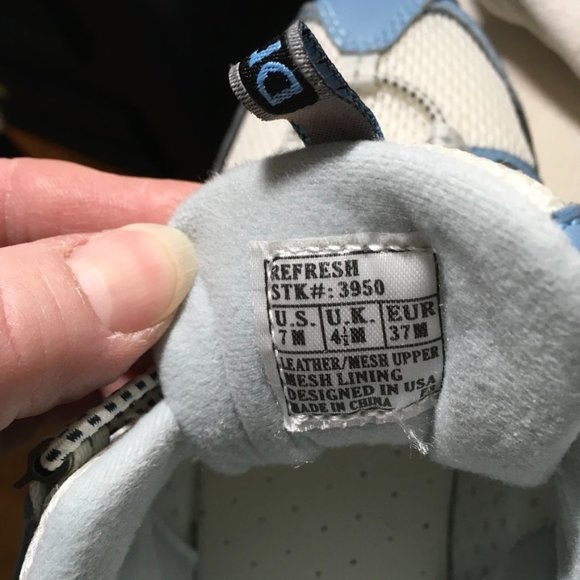 REFRESH
STK#: 3950
U.S. U.K. EUR
7M 4½M 37M
LEATHER/MESH UPPER
MESH LINING
DESIGNED IN USA
MADE IN CHINA